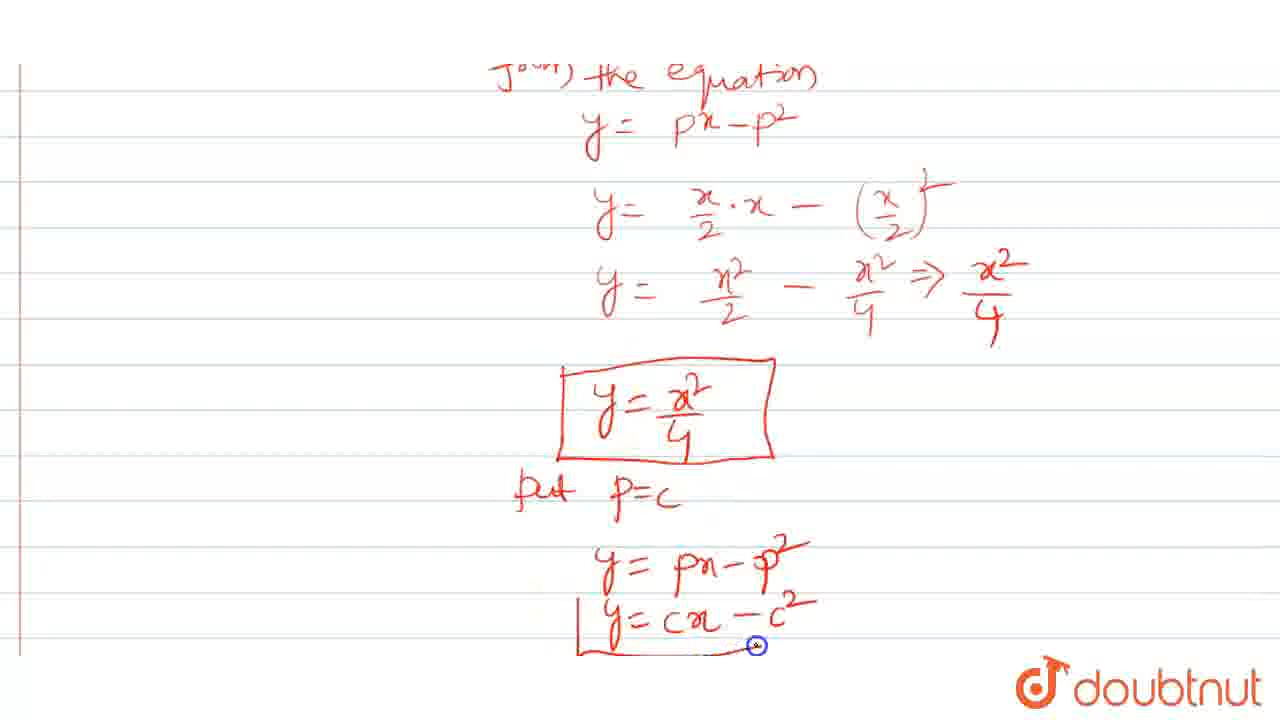 the equation
y = px - p²
y = x/2 · x - (x/2)²
y = x²/2 - x²/4 ⇒ x²/4
y = x²/4
put p=c
y = px - p²
y = cx - c²
doubtnut